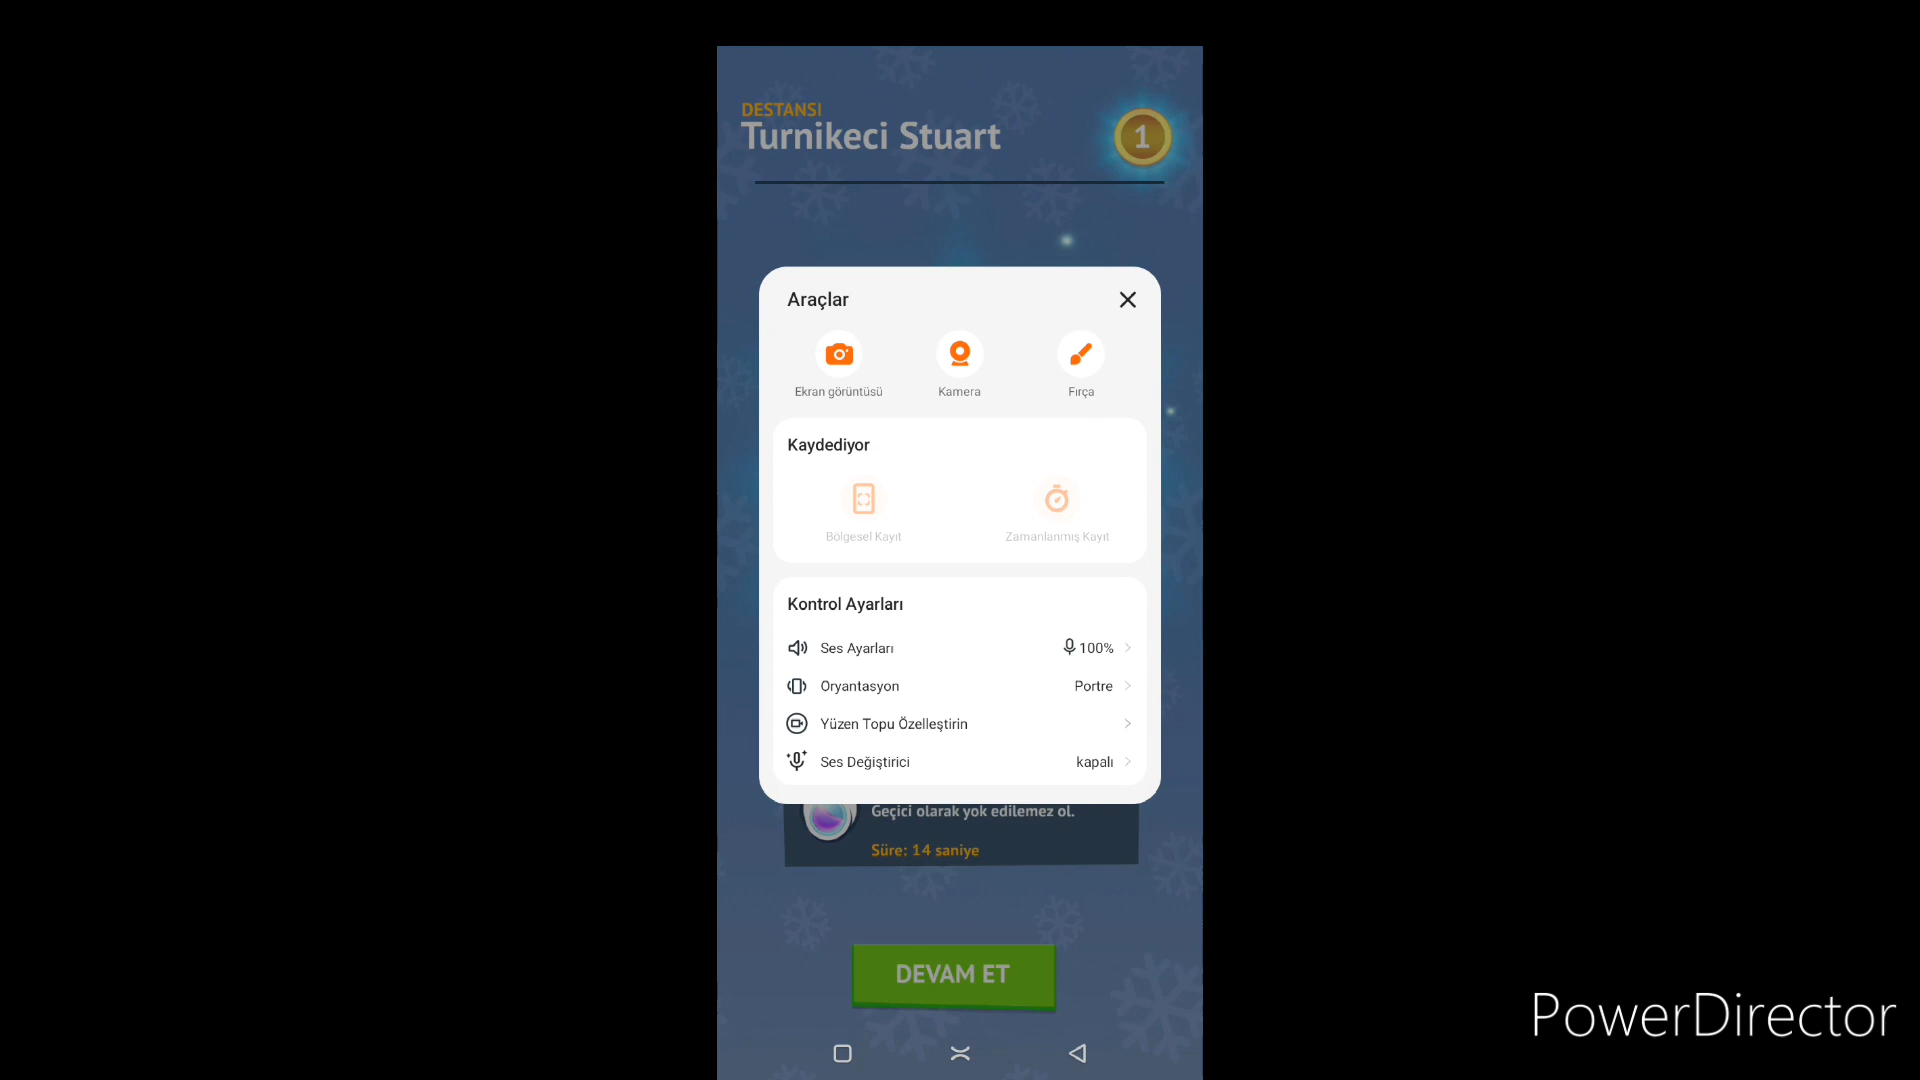 DESTANSI
Turnikeci Stuart
1
Araçlar
Ekran görüntüsü
Kamera
Fırça
Kaydediyor
Bölgesel Kayıt
Zamanlanmış Kayıt
Kontrol Ayarları
Ses Ayarları 100%
Oryantasyon Portre
Yüzen Topu Özelleştirin
Ses Değiştirici kapalı
Geçici olarak yok edilemez ol.
Süre: 14 saniye
DEVAM ET
PowerDirector